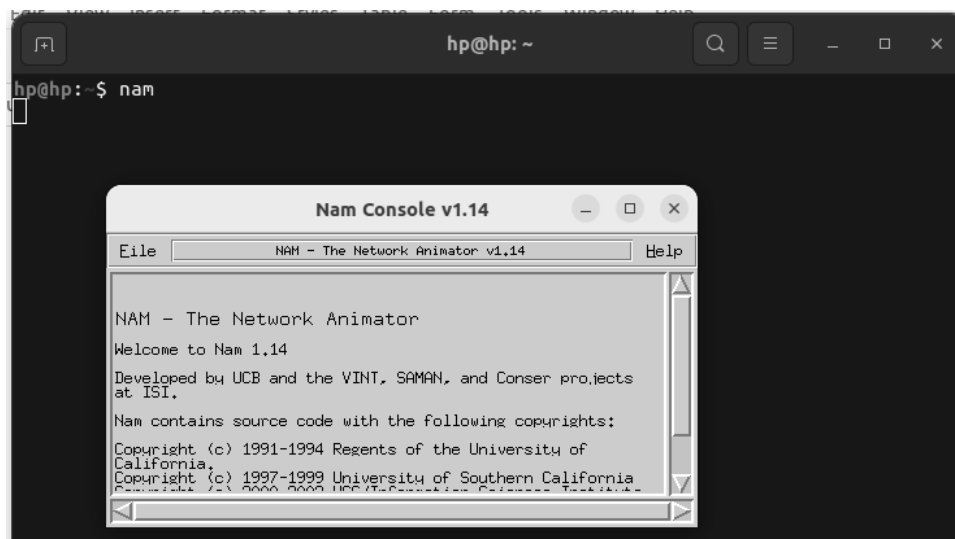 hp@hp: ~
hp@hp:~$ nam
Nam Console v1.14
File NAM - The Network Animator v1.14 Help
NAM - The Network Animator
Welcome to Nam 1.14
Developed by UCB and the VINT, SAMAN, and Conser projects
at ISI.
Nam contains source code with the following copyrights:
Copyright (c) 1991-1994 Regents of the University of
California.
Copyright (c) 1997-1999 University of Southern California